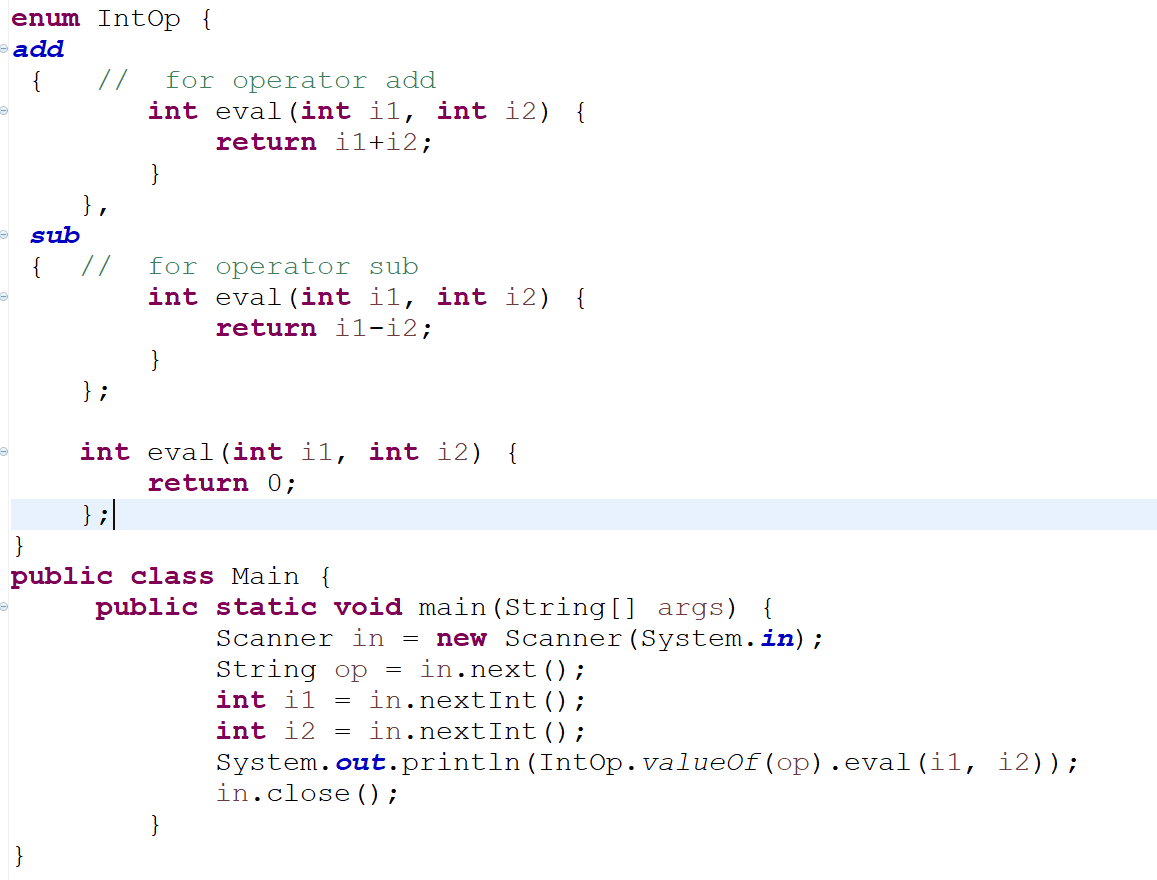 enum IntOp {
add
{ // for operator add
int eval(int i1, int i2) {
return i1+i2;
}
},
sub
{ // for operator sub
int eval(int i1, int i2) {
return i1-i2;
}
};
int eval(int i1, int i2) {
return 0;
};
}
public class Main {
public static void main(String[] args) {
Scanner in = new Scanner(System.in);
String op = in.next();
int i1 = in.nextInt();
int i2 = in.nextInt();
System.out.println(IntOp.valueOf(op).eval(i1, i2));
in.close();
}
}